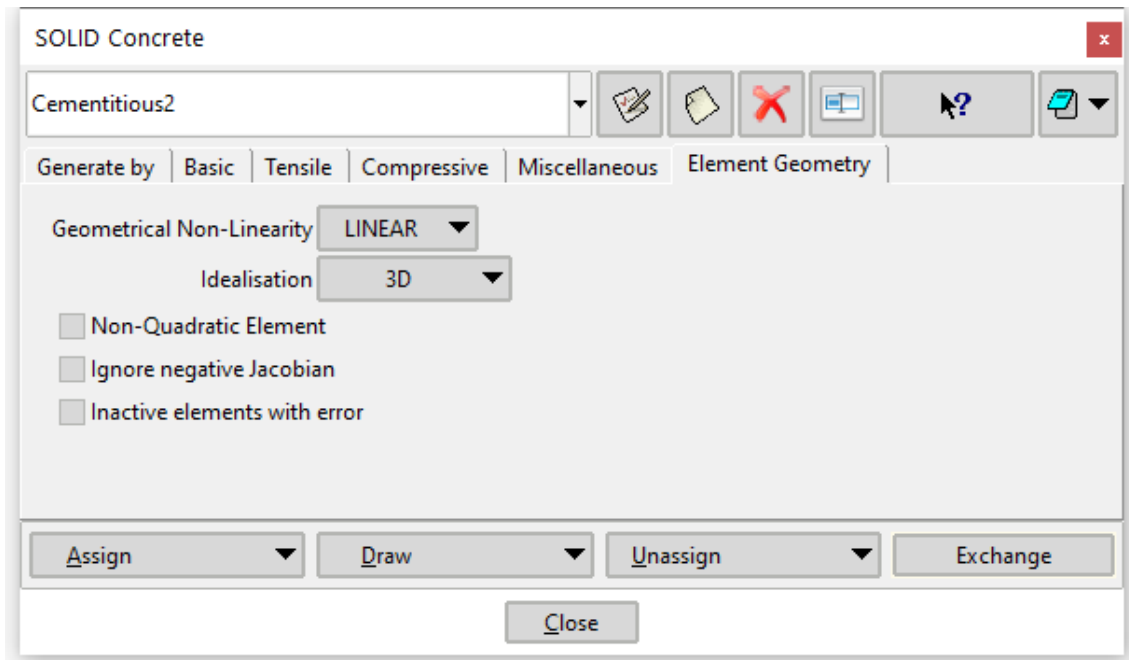 SOLID Concrete
x
Cementitious2
?
Generate by Basic Tensile Compressive Miscellaneous Element Geometry
Geometrical Non-Linearity LINEAR
Idealisation 3D
Non-Quadratic Element
Ignore negative Jacobian
Inactive elements with error
Assign Draw Unassign Exchange
Close